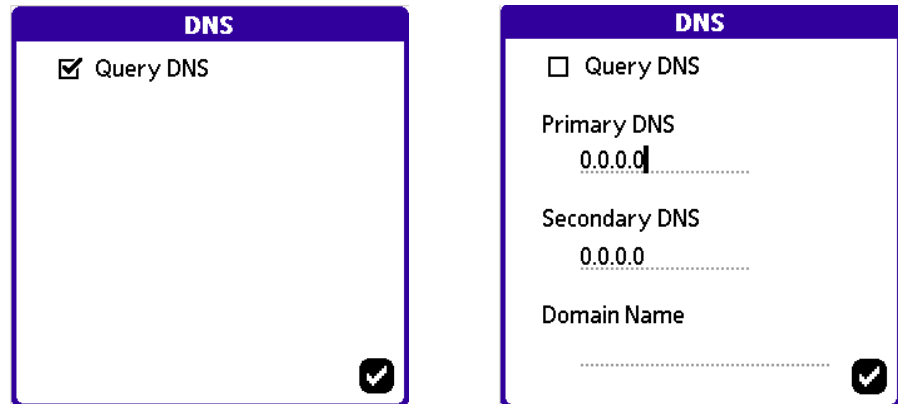 DNS
Query DNS
DNS
Query DNS
Primary DNS
0.0.0.0
Secondary DNS
0.0.0.0
Domain Name